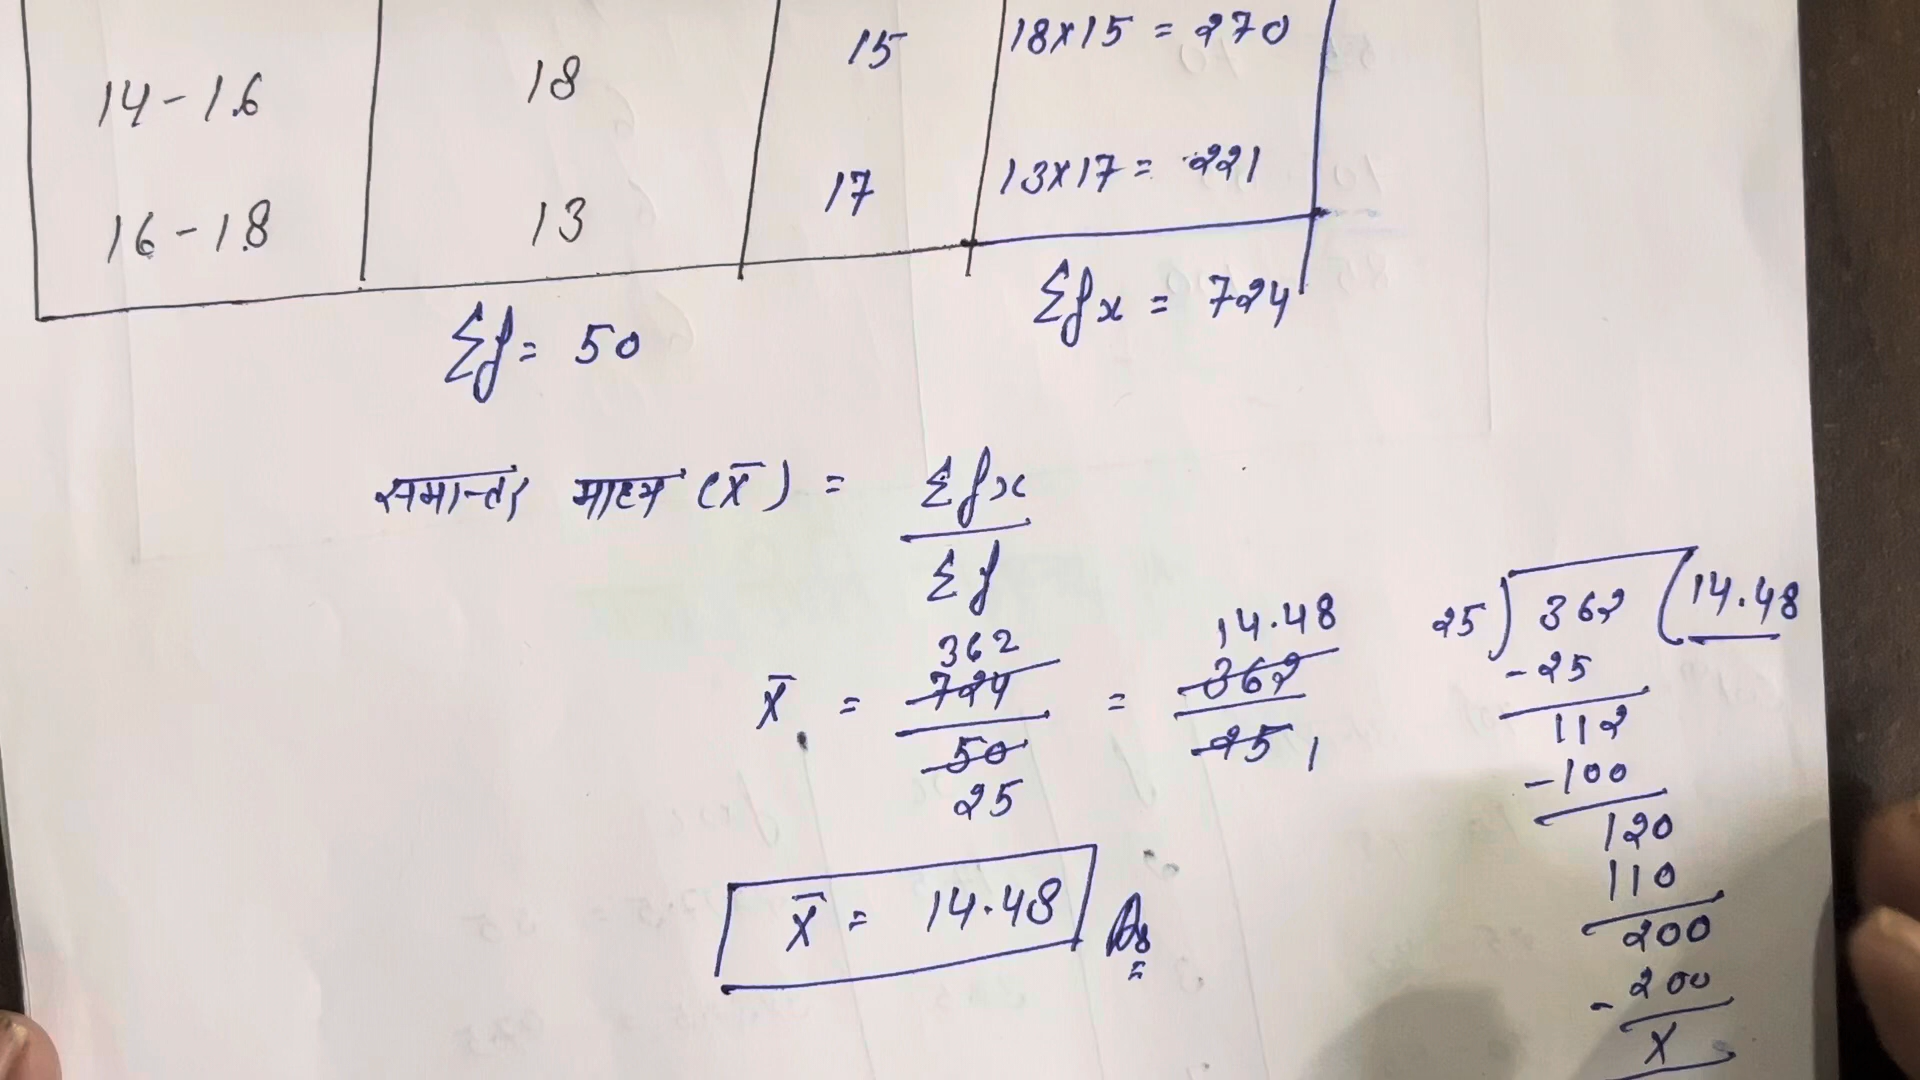 15 18×15 = 270
14-16 18
17 13×17 = 221
16-18 13
Σfx = 724
Σf = 50
समान्तर माध्य (x̄) = Σfx
Σf
x̄ = 362
724
50
25
= 14.48
362
25 1
25 ) 362 ( 14.48
-25
112
-100
120
110
200
-200
x
x̄ = 14.48 Ans